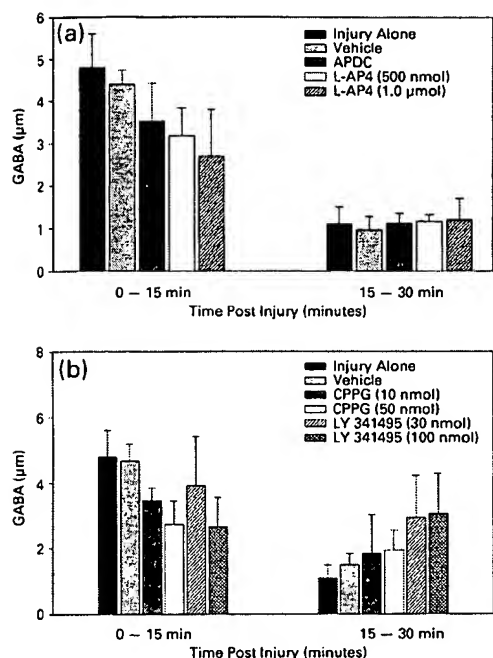 (a)
Injury Alone
Vehicle
APDC
L-AP4 (500 nmol)
L-AP4 (1.0 μmol)
GABA (μm)
6
5
4
3
2
1
0
0 – 15 min
15 – 30 min
Time Post Injury (minutes)
(b)
Injury Alone
Vehicle
CPPG (10 nmol)
CPPG (50 nmol)
LY 341495 (30 nmol)
LY 341495 (100 nmol)
GABA (μm)
8
6
4
2
0
0 – 15 min
15 – 30 min
Time Post Injury (minutes)